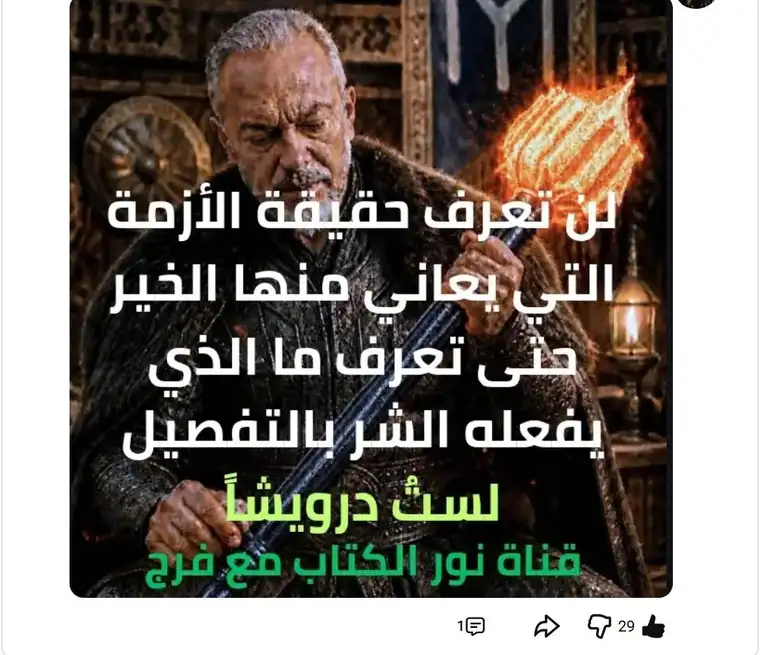 لن تعرف حقيقة الأزمة
التي يعاني منها الخير
حتى تعرف ما الذي
يفعله الشر بالتفصيل
لستُ درويشاً
قناة نور الكتاب مع فرج
29
1